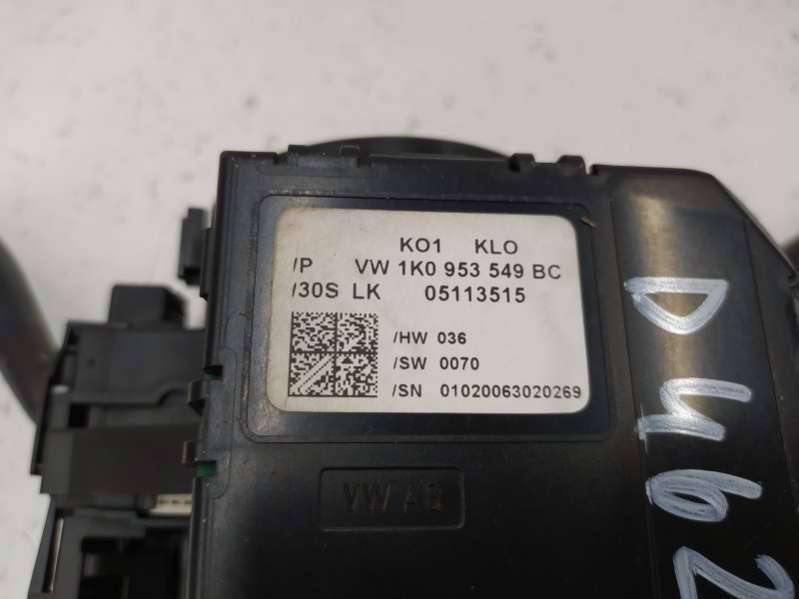 KO1 KLO
/P VW 1K0 953 549 BC
/30S LK 05113515
/HW 036
/SW 0070
/SN 01020063020269
VW AG
D462